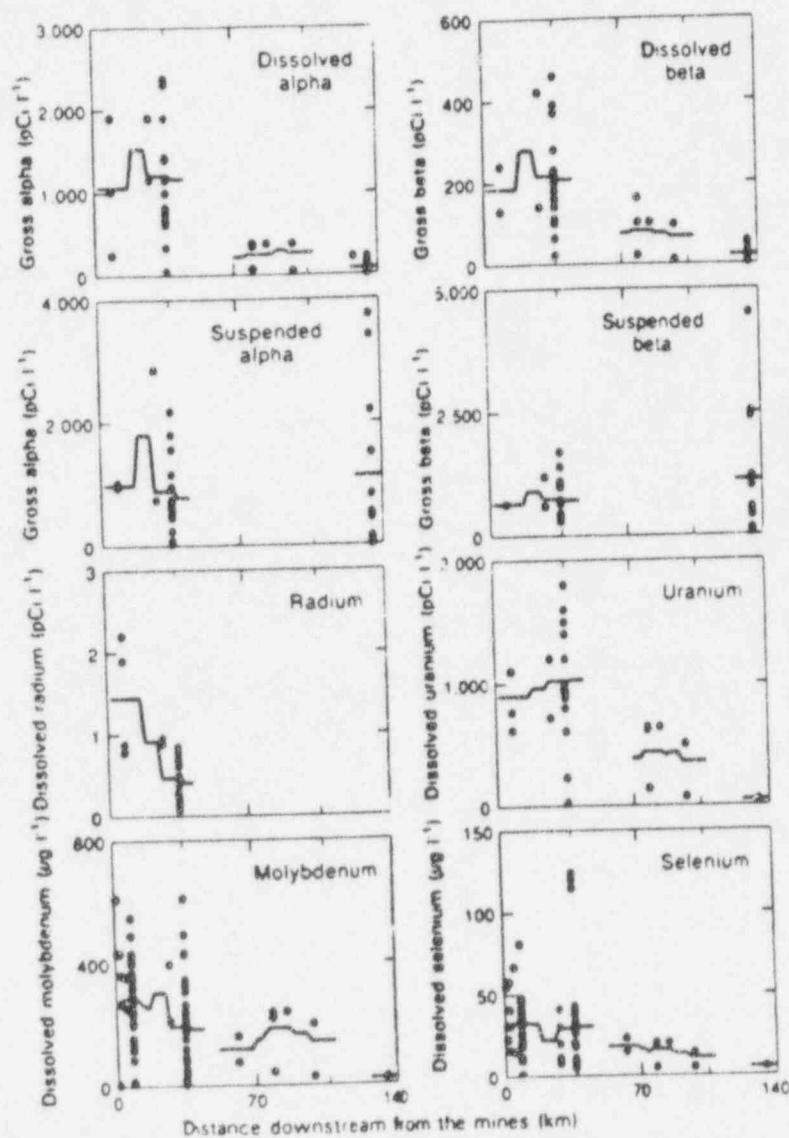 3 000
Dissolved
alpha
2 000
1 000
0
Gross alpha (pCi l⁻¹)
600
Dissolved
beta
400
200
0
Gross beta (pCi l⁻¹)
4 000
Suspended
alpha
2 000
0
Gross alpha (pCi l⁻¹)
5,000
Suspended
beta
2 500
0
Gross beta (pCi l⁻¹)
3
Radium
2
1
0
Dissolved radium (pCi l⁻¹)
2 000
Uranium
1 000
0
Dissolved uranium (pCi l⁻¹)
600
Molybdenum
400
200
0
Dissolved molybdenum (µg l⁻¹)
0
70
150
Selenium
100
50
0
Dissolved selenium (µg l⁻¹)
0
70
140
Distance downstream from the mines (km)